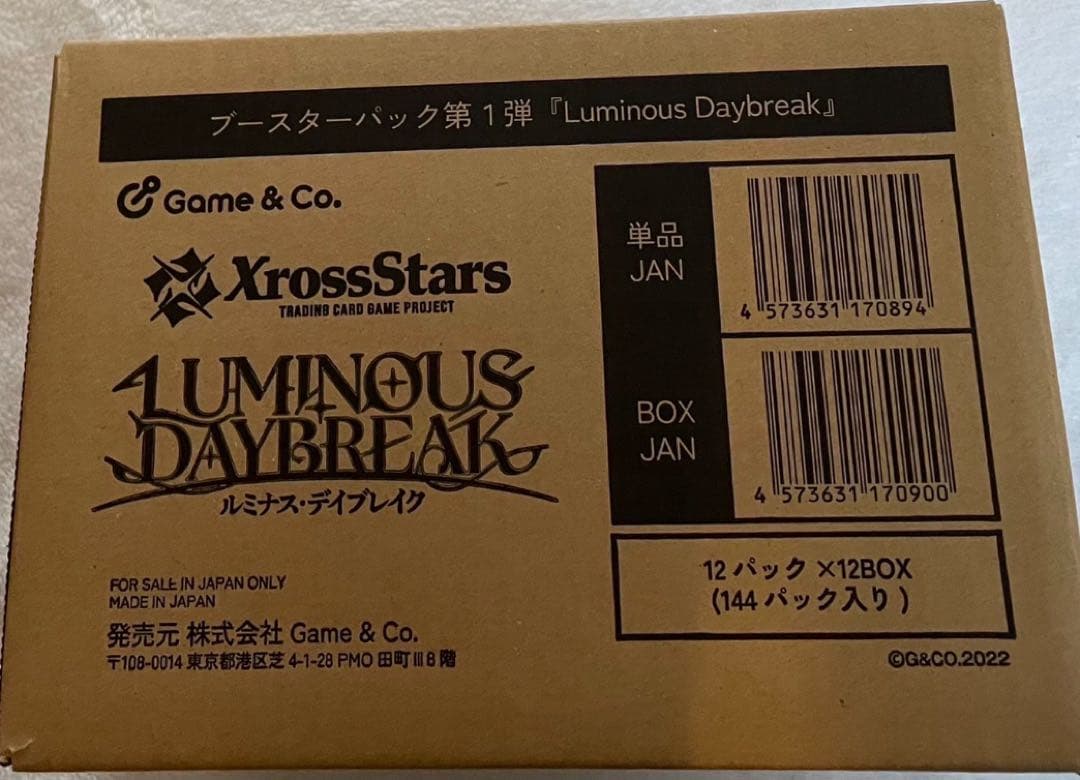 ブースターパック第1弾『Luminous Daybreak』
Game & Co.
XrossStars
TRADING CARD GAME PROJECT
LUMINOUS
DAYBREAK
ルミナス・デイブレイク
FOR SALE IN JAPAN ONLY
MADE IN JAPAN
発売元 株式会社 Game & Co.
〒108-0014 東京都港区芝 4-1-28 PMO 田町Ⅲ 8 階
単品
JAN
4 573631 170894
BOX
JAN
4 573631 170900
12 パック ×12BOX
(144 パック入り )
©G&CO.2022